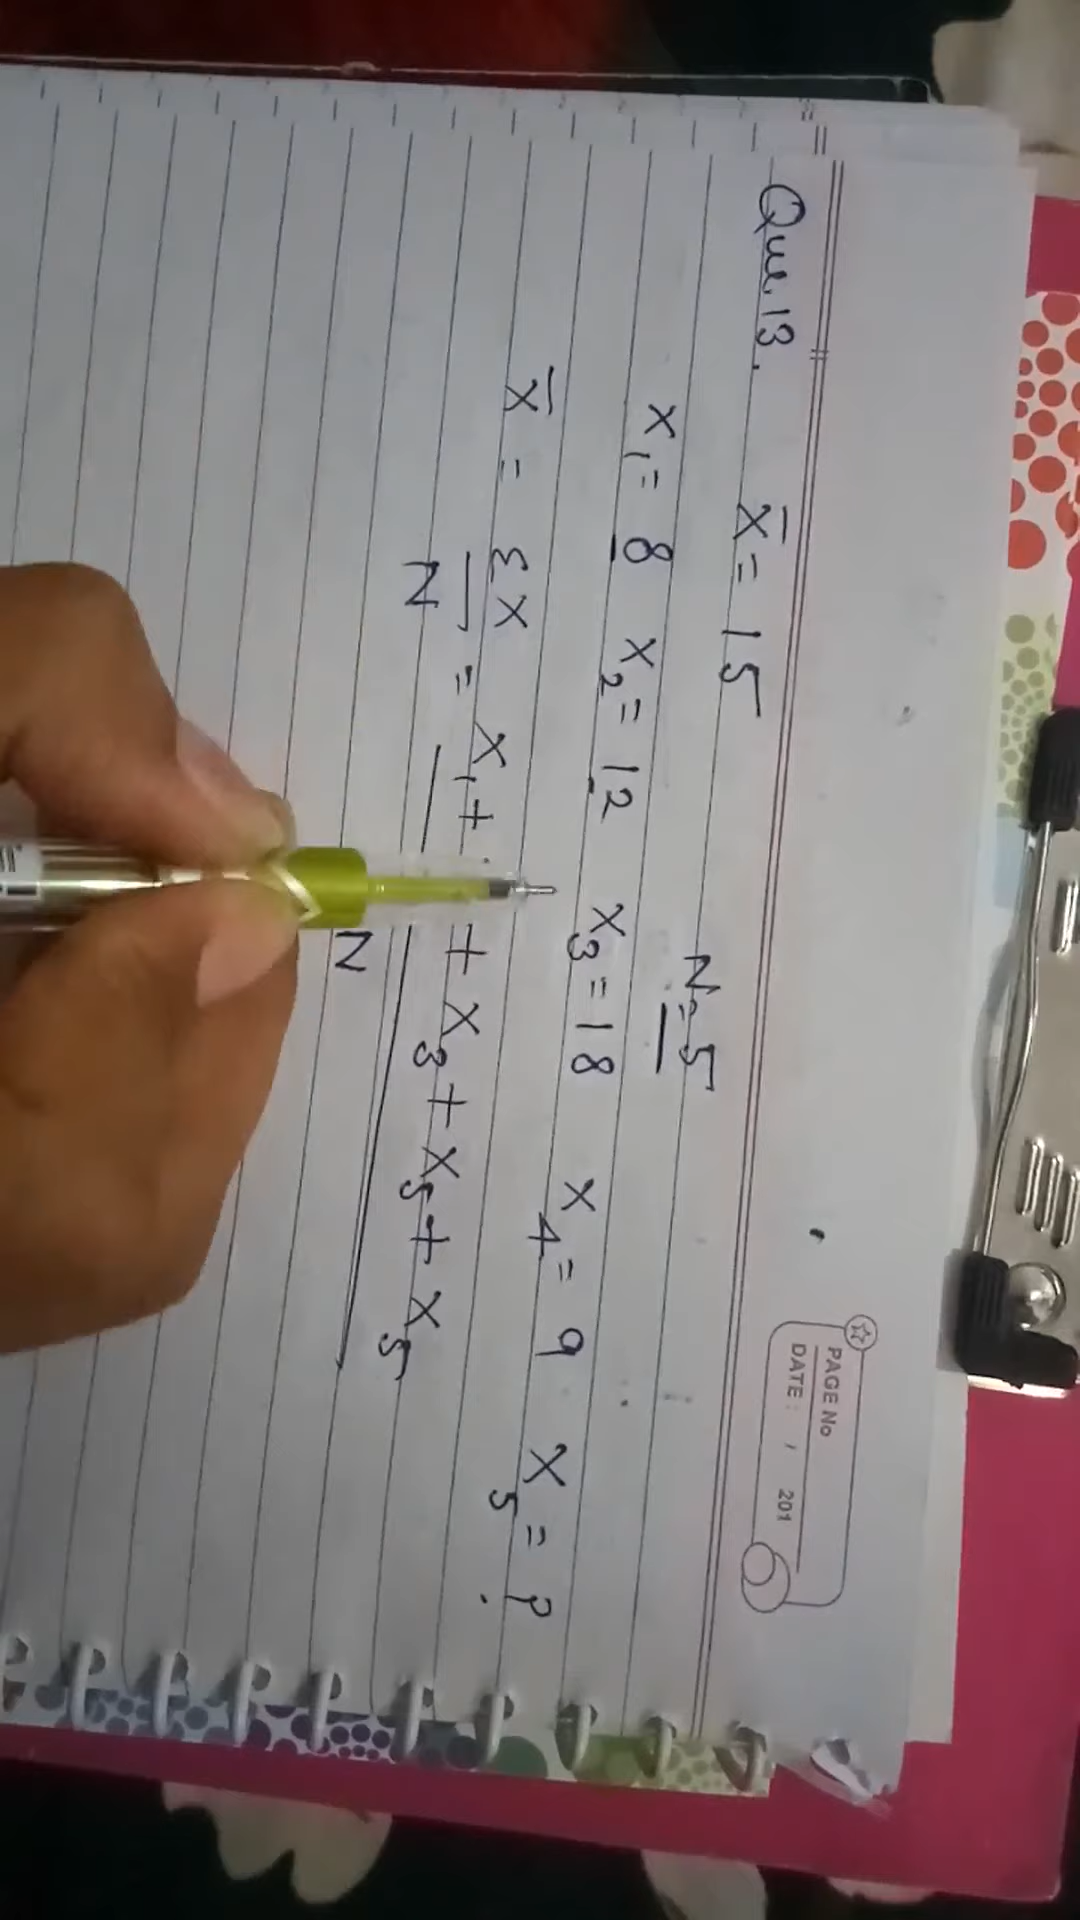 PAGE No
DATE: / 201
Que 13. x̄ = 15 N = 5
x₁ = 8 x₂ = 12 x₃ = 18 x₄ = 9 x₅ = ?
x̄ = Σx/N = x₁ + + x₃ + x₅ + x₅ / N